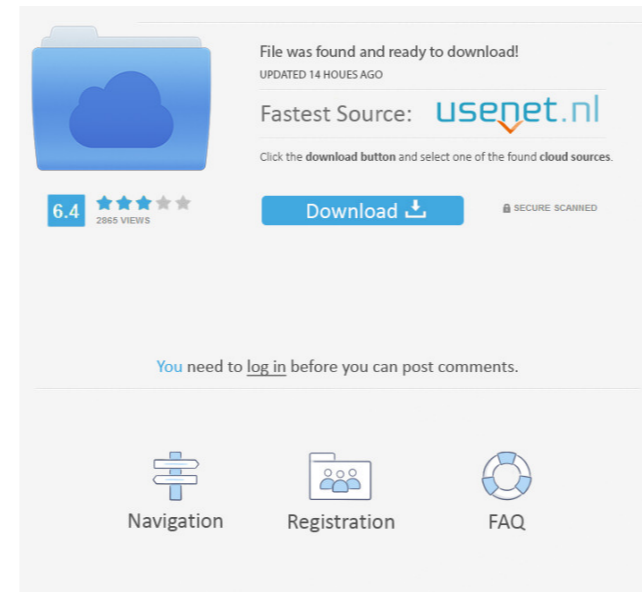 File was found and ready to download!
UPDATED 14 HOUES AGO
Fastest Source: usenet.nl
Click the download button and select one of the found cloud sources.
6.4
2865 VIEWS
Download
SECURE SCANNED
You need to log in before you can post comments.
Navigation
Registration
FAQ